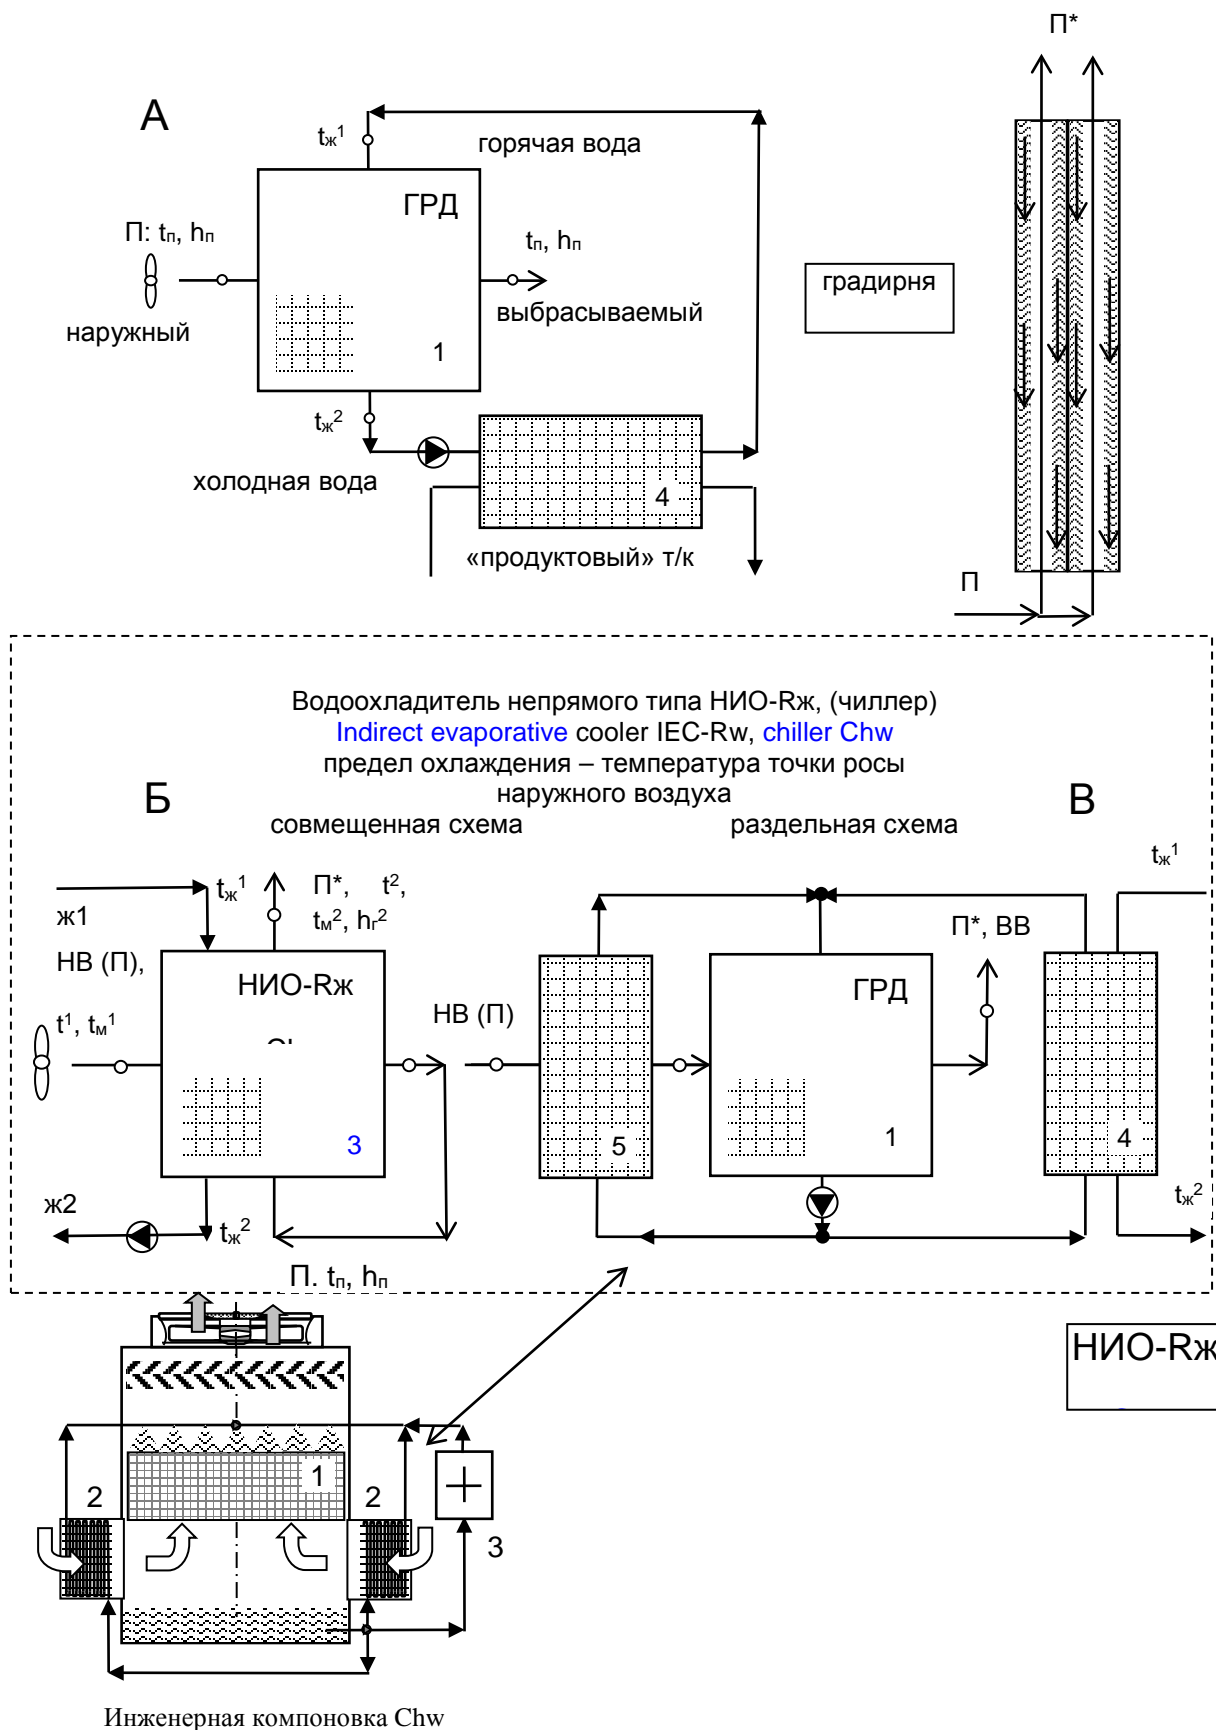 П*
А
tж1
горячая вода
ГРД
П: tп, hп
tп, hп
градирня
наружный
выбрасываемый
1
tж2
холодная вода
4
«продуктовый» т/к
П
Водоохладитель непрямого типа НИО-Rж, (чиллер)
Indirect evaporative cooler IEC-Rw, chiller Chw
предел охлаждения – температура точки росы
наружного воздуха
Б
В
совмещенная схема
раздельная схема
tж1
ж1
tж1
П*, t2,
tм2, hг2
П*, ВВ
НВ (П),
НИО-Rж
ГРД
t1, tм1
НВ (П)
3
5
1
4
ж2
tж2
tж2
П. tп, hп
НИО-Rж
1
2
2
3
Инженерная компоновка Chw